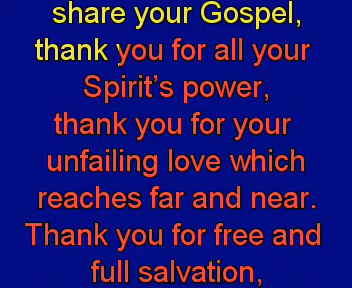 share your Gospel,
thank you for all your
Spirit's power,
thank you for your
unfailing love which
reaches far and near.
Thank you for free and
full salvation,